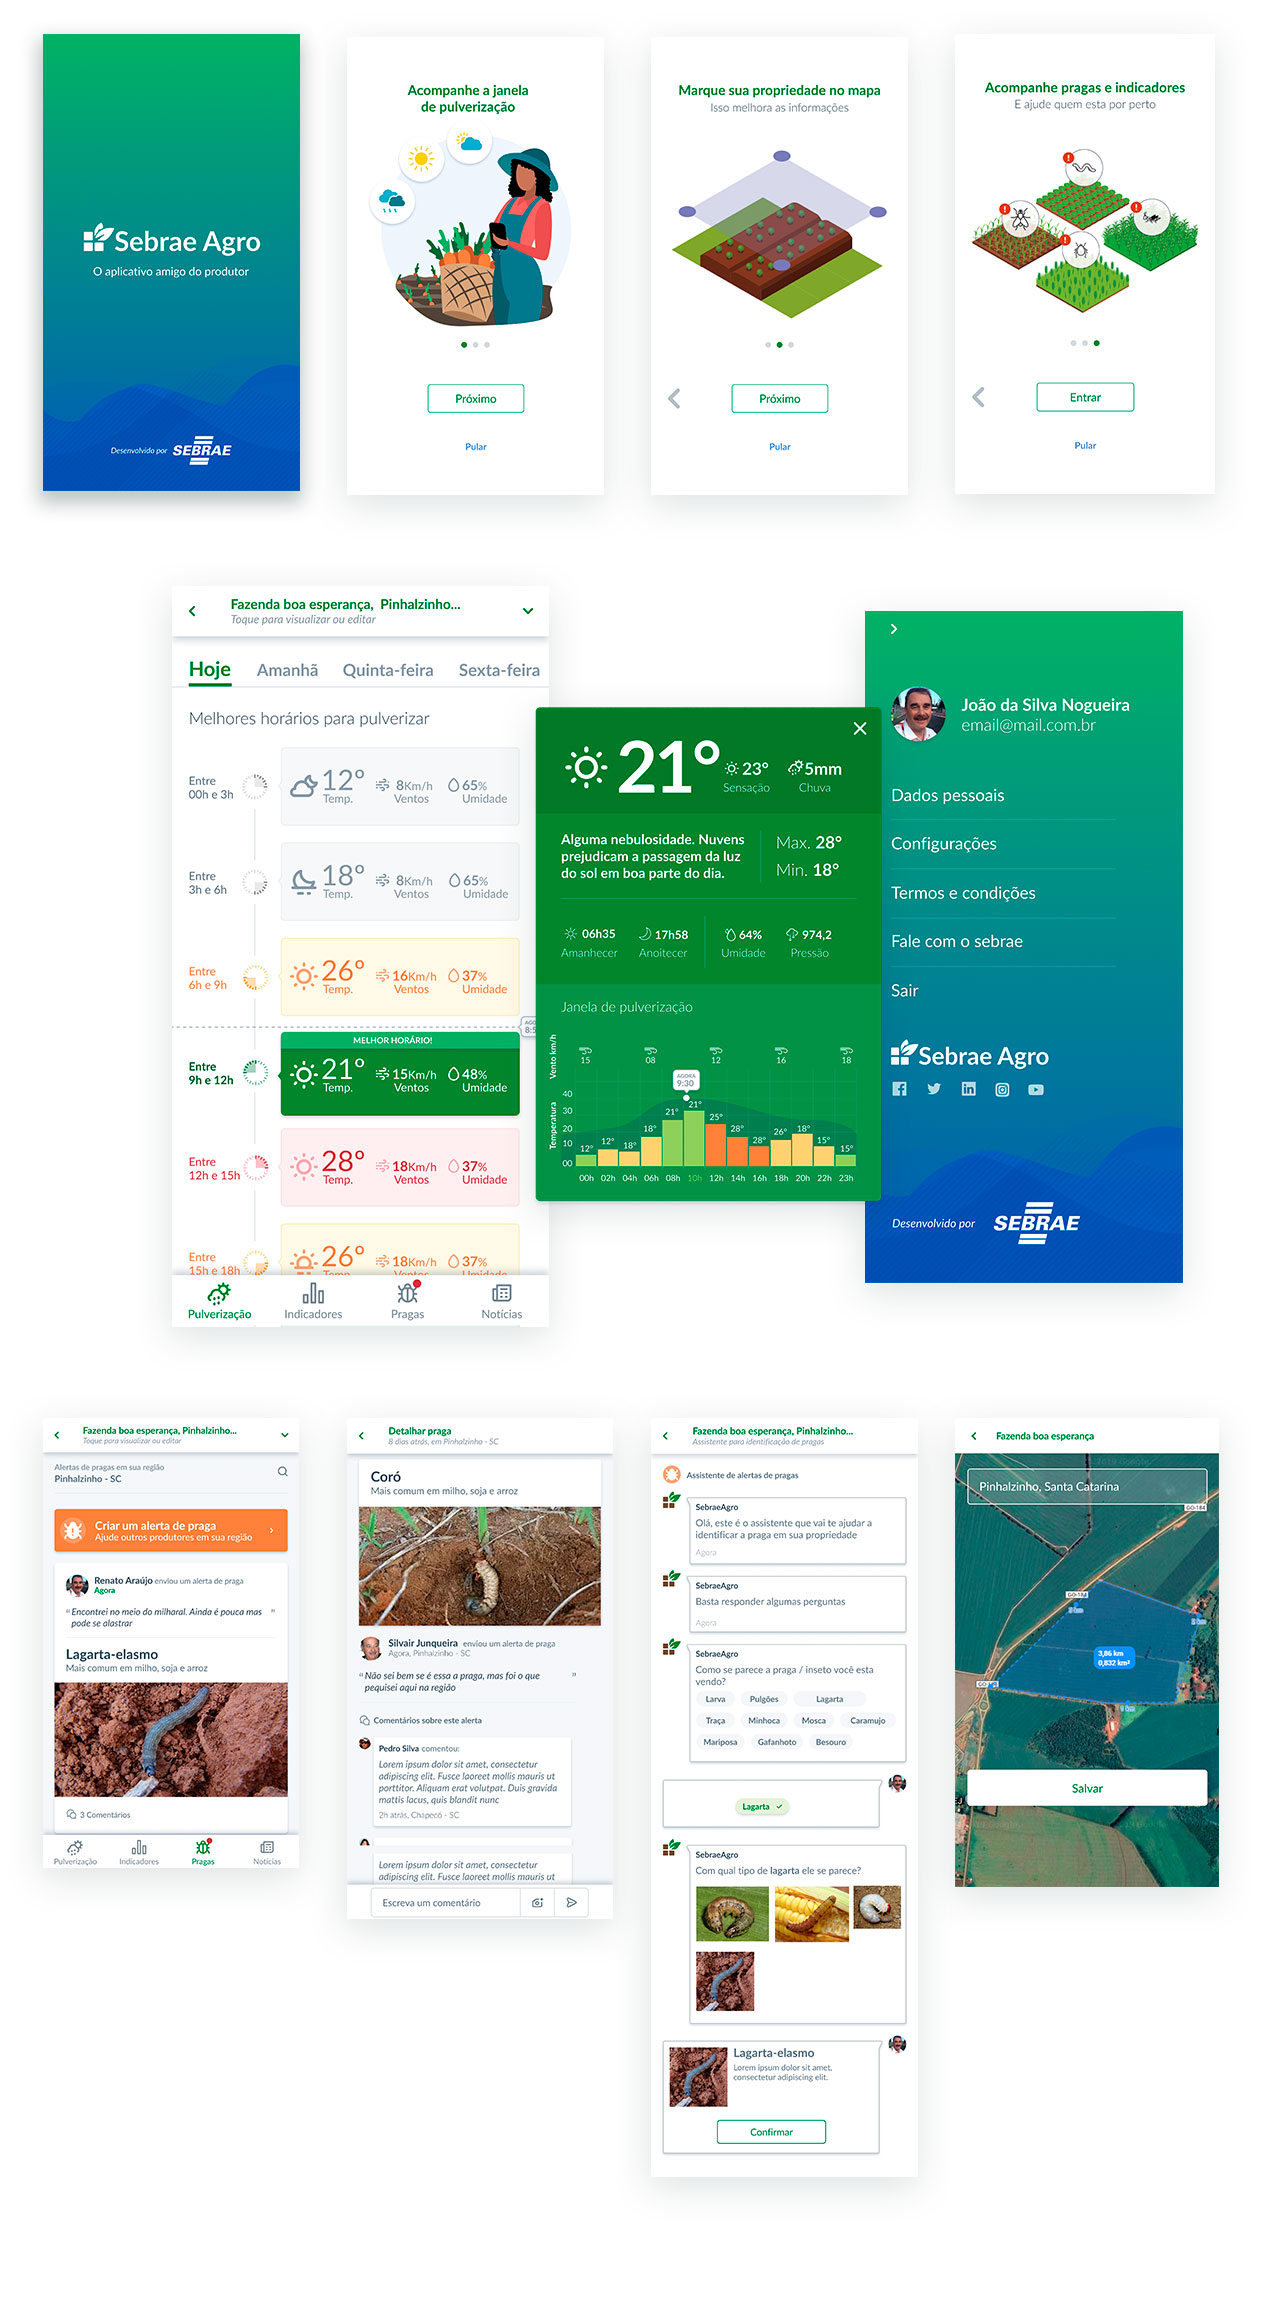 Sebrae Agro
O aplicativo amigo do produtor
Desenvolvido por SEBRAE
Acompanhe a janela
de pulverização
Próximo
Pular
Marque sua propriedade no mapa
Isso melhora as informações
Próximo
Pular
Acompanhe pragas e indicadores
E ajude quem esta por perto
Entrar
Pular
Fazenda boa esperança, Pinhalzinho...
Toque para visualizar ou editar
Hoje Amanhã Quinta-feira Sexta-feira
Melhores horários para pulverizar
Entre
00h e 3h
12º 8Km/h 65%
Temp. Ventos Umidade
Entre
3h e 6h
18º 8Km/h 65%
Temp. Ventos Umidade
Entre
6h e 9h
26º 16Km/h 37%
Temp. Ventos Umidade
MELHOR HORÁRIO!
Entre
9h e 12h
21º 15Km/h 48%
Temp. Ventos Umidade
Entre
12h e 15h
28º 18Km/h 37%
Temp. Ventos Umidade
Entre
15h e 18h
26º 18Km/h 37%
Temp. Ventos Umidade
Pulverização Indicadores Pragas Notícias
21º
23º
Sensação
5mm
Chuva
Alguma nebulosidade. Nuvens
prejudicam a passagem da luz
do sol em boa parte do dia.
Max. 28º
Min. 18º
06h35 17h58 64% 974,2
Amanhecer Anoitecer Umidade Pressão
Janela de pulverização
Vento km/h
15 08 12 16 18
AGORA
9:30
Temperatura
40
30
20
10
00
12° 12° 18° 18° 21° 21° 25° 28° 28° 26° 18° 15° 15°
00h 02h 04h 06h 08h 10h 12h 14h 16h 18h 20h 22h 23h
João da Silva Nogueira
email@mail.com.br
Dados pessoais
Configurações
Termos e condições
Fale com o sebrae
Sair
Sebrae Agro
Desenvolvido por SEBRAE
Fazenda boa esperança, Pinhalzinho...
Toque para visualizar ou editar
Alertas de pragas em sua região
Pinhalzinho - SC
Criar um alerta de praga
Ajude outros produtores em sua região
Renato Araújo enviou um alerta de praga
Agora
“ Encontrei no meio do milharal. Ainda é pouca mas ”
pode se alastrar
Lagarta-elasmo
Mais comum em milho, soja e arroz
3 Comentários
Pulverização Indicadores Pragas Notícias
Detalhar praga
8 dias atrás, em Pinhalzinho - SC
Coró
Mais comum em milho, soja e arroz
Silvair Junqueira enviou um alerta de praga
Agora, Pinhalzinho - SC
“ Não sei bem se é essa a praga, mas foi o que ”
pequisei aqui na região
Comentários sobre este alerta
Pedro Silva comentou:
Lorem ipsum dolor sit amet, consectetur
adipiscing elit. Fusce laoreet mollis mauris ut
porttitor. Aliquam erat volutpat. Duis gravida
mattis lacus, quis blandit nunc
2h atrás, Chapecó - SC
Lorem ipsum dolor sit amet, consectetur
adipiscing elit. Fusce laoreet mollis mauris ut
Escreva um comentário
Fazenda boa esperança, Pinhalzinho...
Assistente para identificação de pragas
Assistente de alertas de pragas
SebraeAgro
Olá, este é o assistente que vai te ajudar a
identificar a praga em sua propriedade
Agora
SebraeAgro
Basta responder algumas perguntas
Agora
SebraeAgro
Como se parece a praga / inseto você esta
vendo?
Larva Pulgões Lagarta
Traça Minhoca Mosca Caramujo
Mariposa Gafanhoto Besouro
Lagarta
SebraeAgro
Com qual tipo de lagarta ele se parece?
Lagarta-elasmo
Lorem ipsum dolor sit amet,
consectetur adipiscing elit.
Confirmar
Fazenda boa esperança
Pinhalzinho, Santa Catarina
GO-184
GO-184
3,86 km
0,832 km²
Salvar